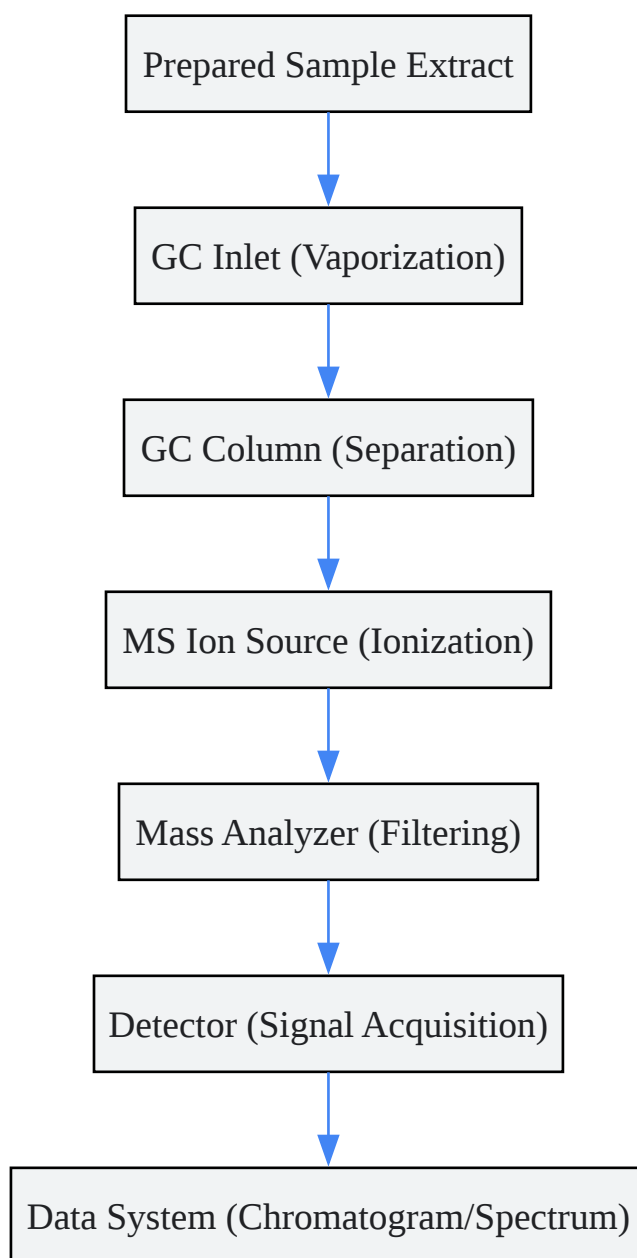 Prepared Sample Extract
GC Inlet (Vaporization)
GC Column (Separation)
MS Ion Source (Ionization)
Mass Analyzer (Filtering)
Detector (Signal Acquisition)
Data System (Chromatogram/Spectrum)